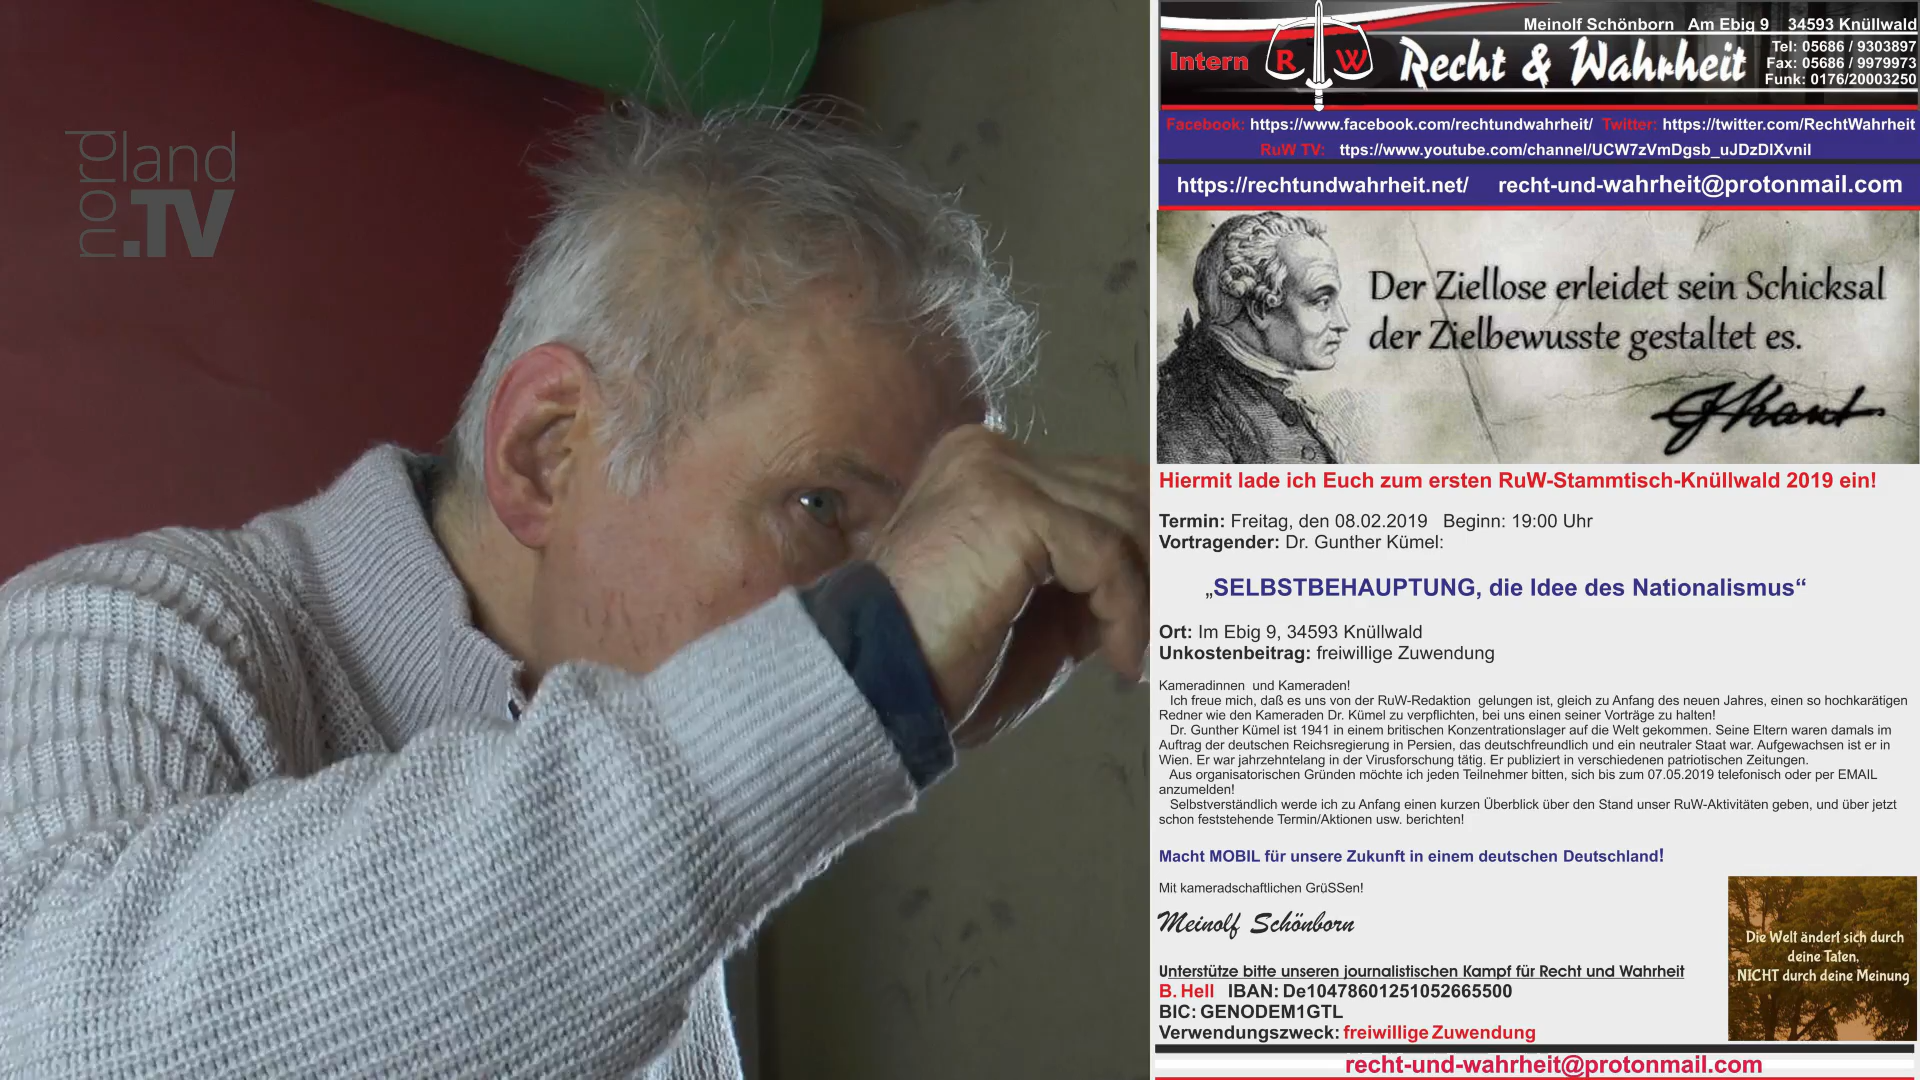 nordland
.TV
Meinolf Schönborn Am Ebig 9 34593 Knüllwald
Intern R W Recht & Wahrheit
Tel: 05686 / 9303897
Fax: 05686 / 9979973
Funk: 0176/20003250
Facebook: https://www.facebook.com/rechtundwahrheit/ Twitter: https://twitter.com/RechtWahrheit
RuW TV: ttps://www.youtube.com/channel/UCW7zVmDgsb_uJDzDIXvniI
https://rechtundwahrheit.net/ recht-und-wahrheit@protonmail.com
Der Ziellose erleidet sein Schicksal
der Zielbewusste gestaltet es.
I Kant
Hiermit lade ich Euch zum ersten RuW-Stammtisch-Knüllwald 2019 ein!
Termin: Freitag, den 08.02.2019 Beginn: 19:00 Uhr
Vortragender: Dr. Gunther Kümel:
„SELBSTBEHAUPTUNG, die Idee des Nationalismus“
Ort: Im Ebig 9, 34593 Knüllwald
Unkostenbeitrag: freiwillige Zuwendung
Kameradinnen und Kameraden!
Ich freue mich, daß es uns von der RuW-Redaktion gelungen ist, gleich zu Anfang des neuen Jahres, einen so hochkarätigen
Redner wie den Kameraden Dr. Kümel zu verpflichten, bei uns einen seiner Vorträge zu halten!
Dr. Gunther Kümel ist 1941 in einem britischen Konzentrationslager auf die Welt gekommen. Seine Eltern waren damals im
Auftrag der deutschen Reichsregierung in Persien, das deutschfreundlich und ein neutraler Staat war. Aufgewachsen ist er in
Wien. Er war jahrzehntelang in der Virusforschung tätig. Er publiziert in verschiedenen patriotischen Zeitungen.
Aus organisatorischen Gründen möchte ich jeden Teilnehmer bitten, sich bis zum 07.05.2019 telefonisch oder per EMAIL
anzumelden!
Selbstverständlich werde ich zu Anfang einen kurzen Überblick über den Stand unser RuW-Aktivitäten geben, und über jetzt
schon feststehende Termin/Aktionen usw. berichten!
Macht MOBIL für unsere Zukunft in einem deutschen Deutschland!
Mit kameradschaftlichen GrüSSen!
Meinolf Schönborn
Die Welt ändert sich durch
deine Taten,
NICHT durch deine Meinung
Unterstütze bitte unseren journalistischen Kampf für Recht und Wahrheit
B. Hell IBAN: De10478601251052665500
BIC: GENODEM1GTL
Verwendungszweck: freiwillige Zuwendung
recht-und-wahrheit@protonmail.com